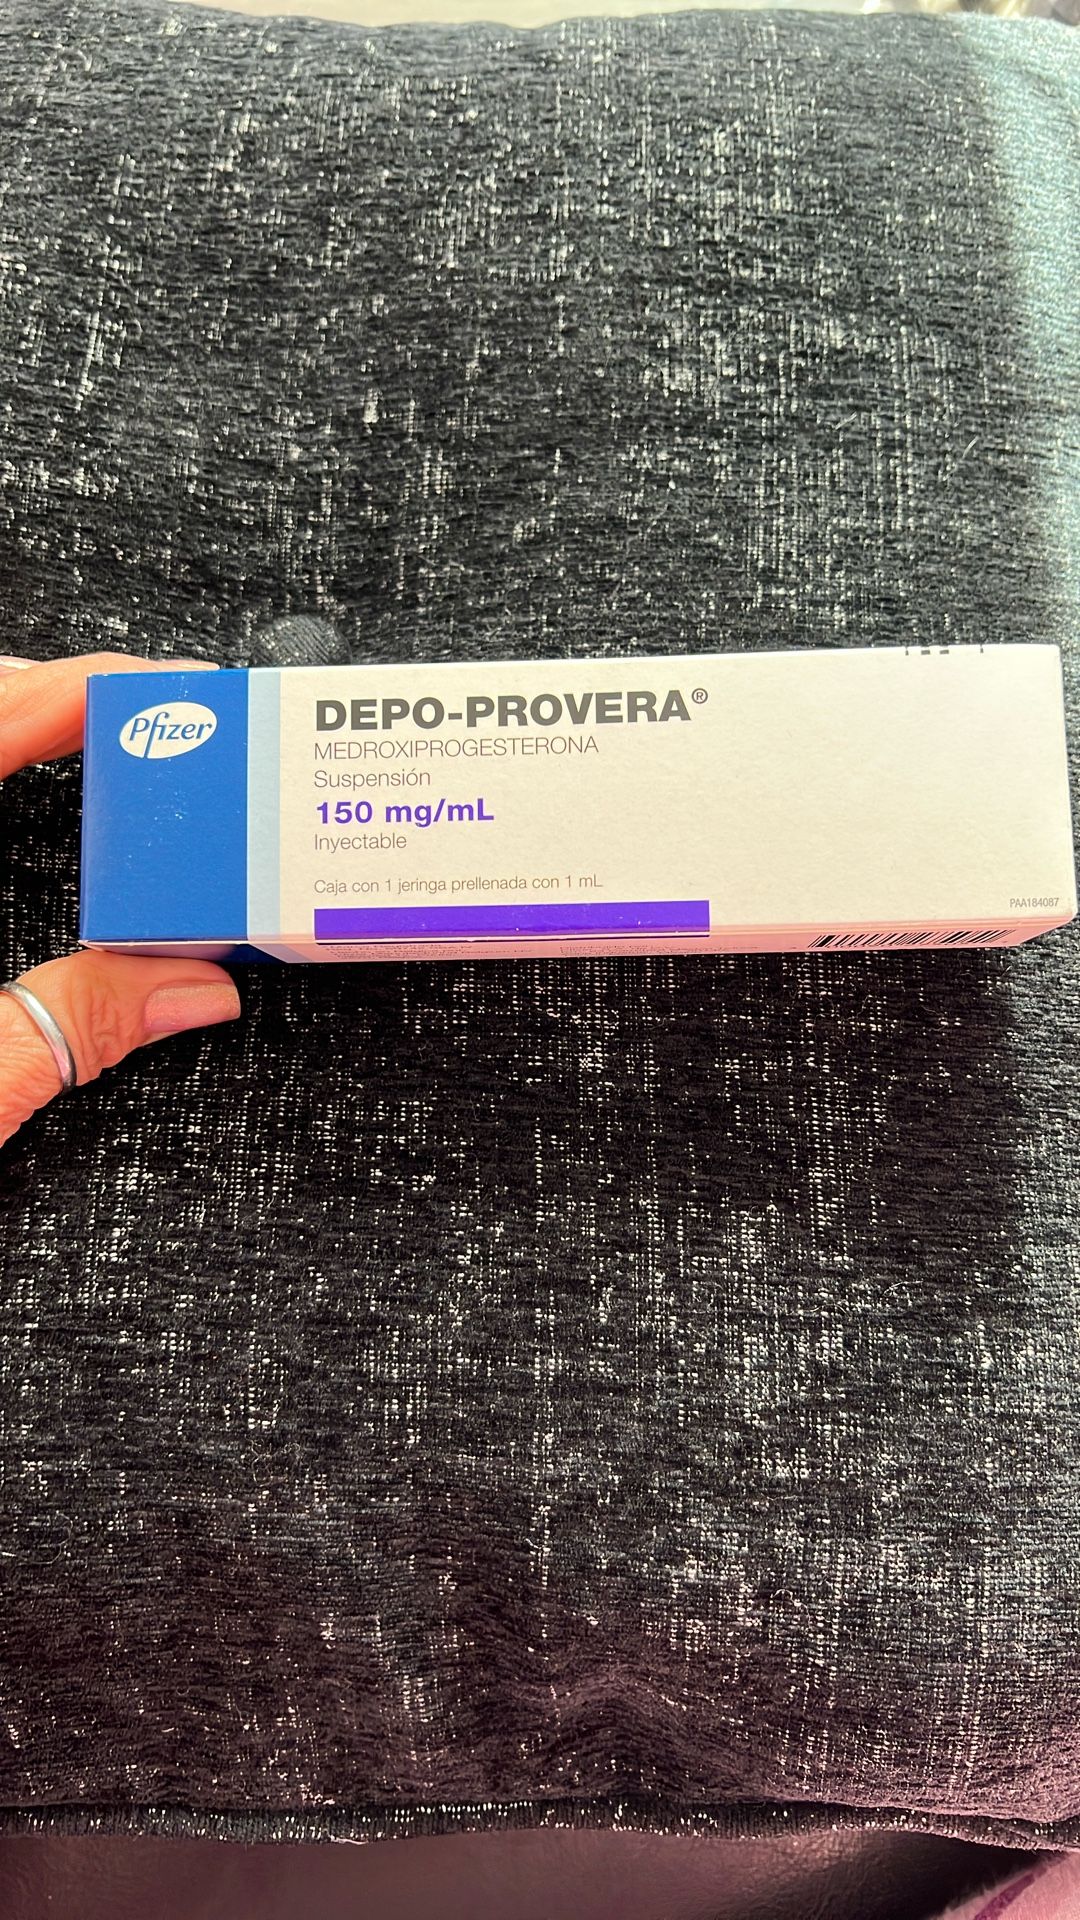 Pfizer
DEPO-PROVERA®
MEDROXIPROGESTERONA
Suspensión
150 mg/mL
Inyectable
Caja con 1 jeringa prellenada con 1 mL
PAA184087